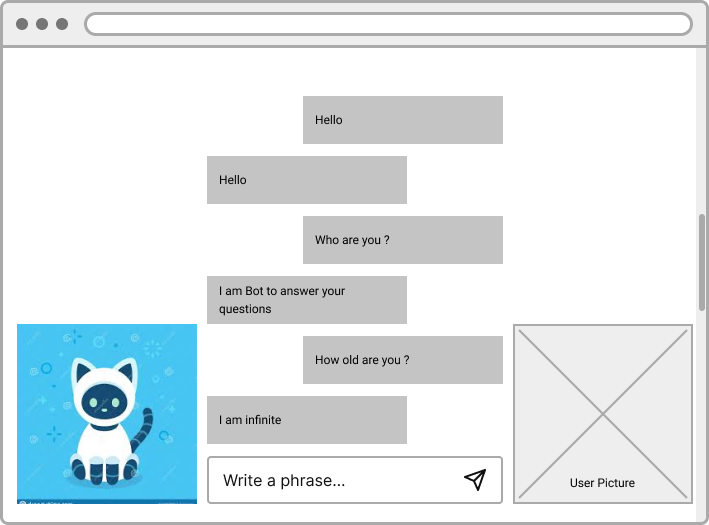 Hello
Hello
Who are you ?
I am Bot to answer your
questions
How old are you ?
I am infinite
Write a phrase...
User Picture